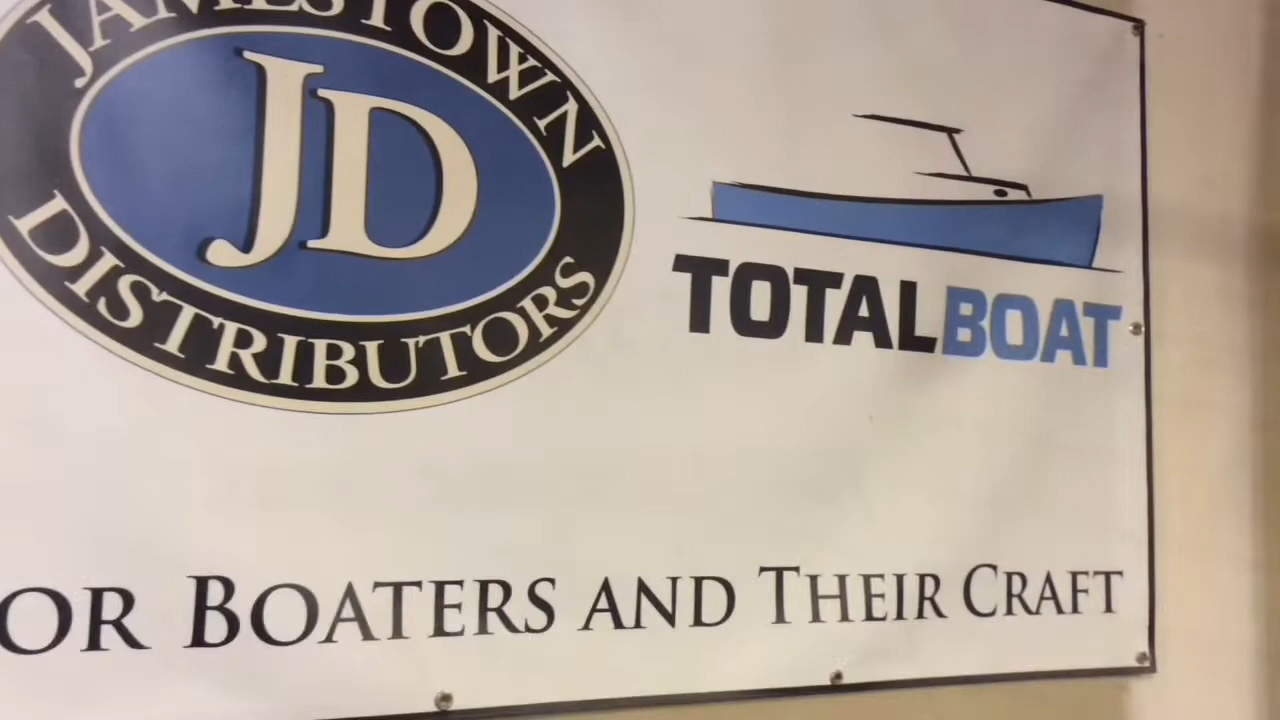 JAMESTOWN
JD
DISTRIBUTORS
TOTALBOAT
OR BOATERS AND THEIR CRAFT